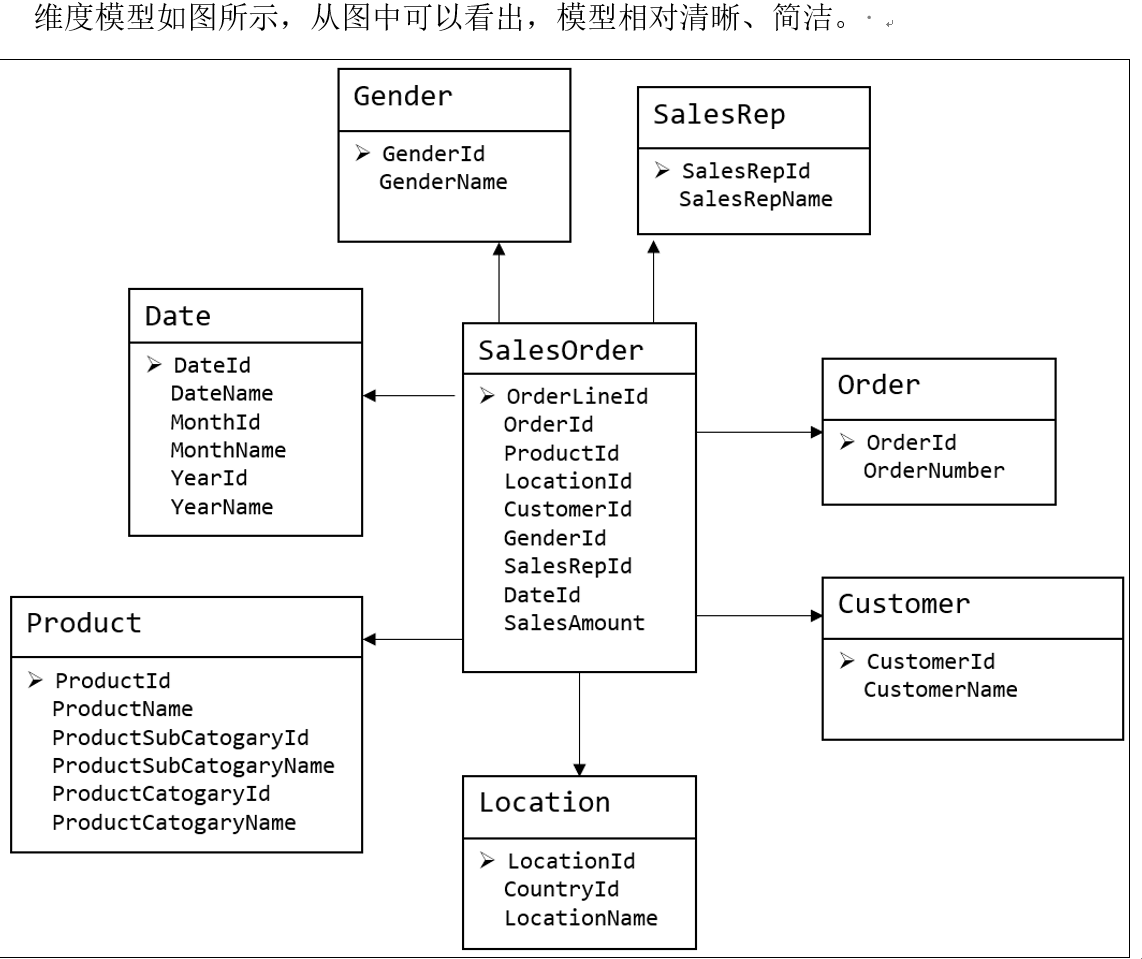 维度模型如图所示，从图中可以看出，模型相对清晰、简洁。
Gender
GenderId
GenderName
SalesRep
SalesRepId
SalesRepName
Date
DateId
DateName
MonthId
MonthName
YearId
YearName
SalesOrder
OrderLineId
OrderId
ProductId
LocationId
CustomerId
GenderId
SalesRepId
DateId
SalesAmount
Order
OrderId
OrderNumber
Product
ProductId
ProductName
ProductSubCatogaryId
ProductSubCatogaryName
ProductCatogaryId
ProductCatogaryName
Customer
CustomerId
CustomerName
Location
LocationId
CountryId
LocationName